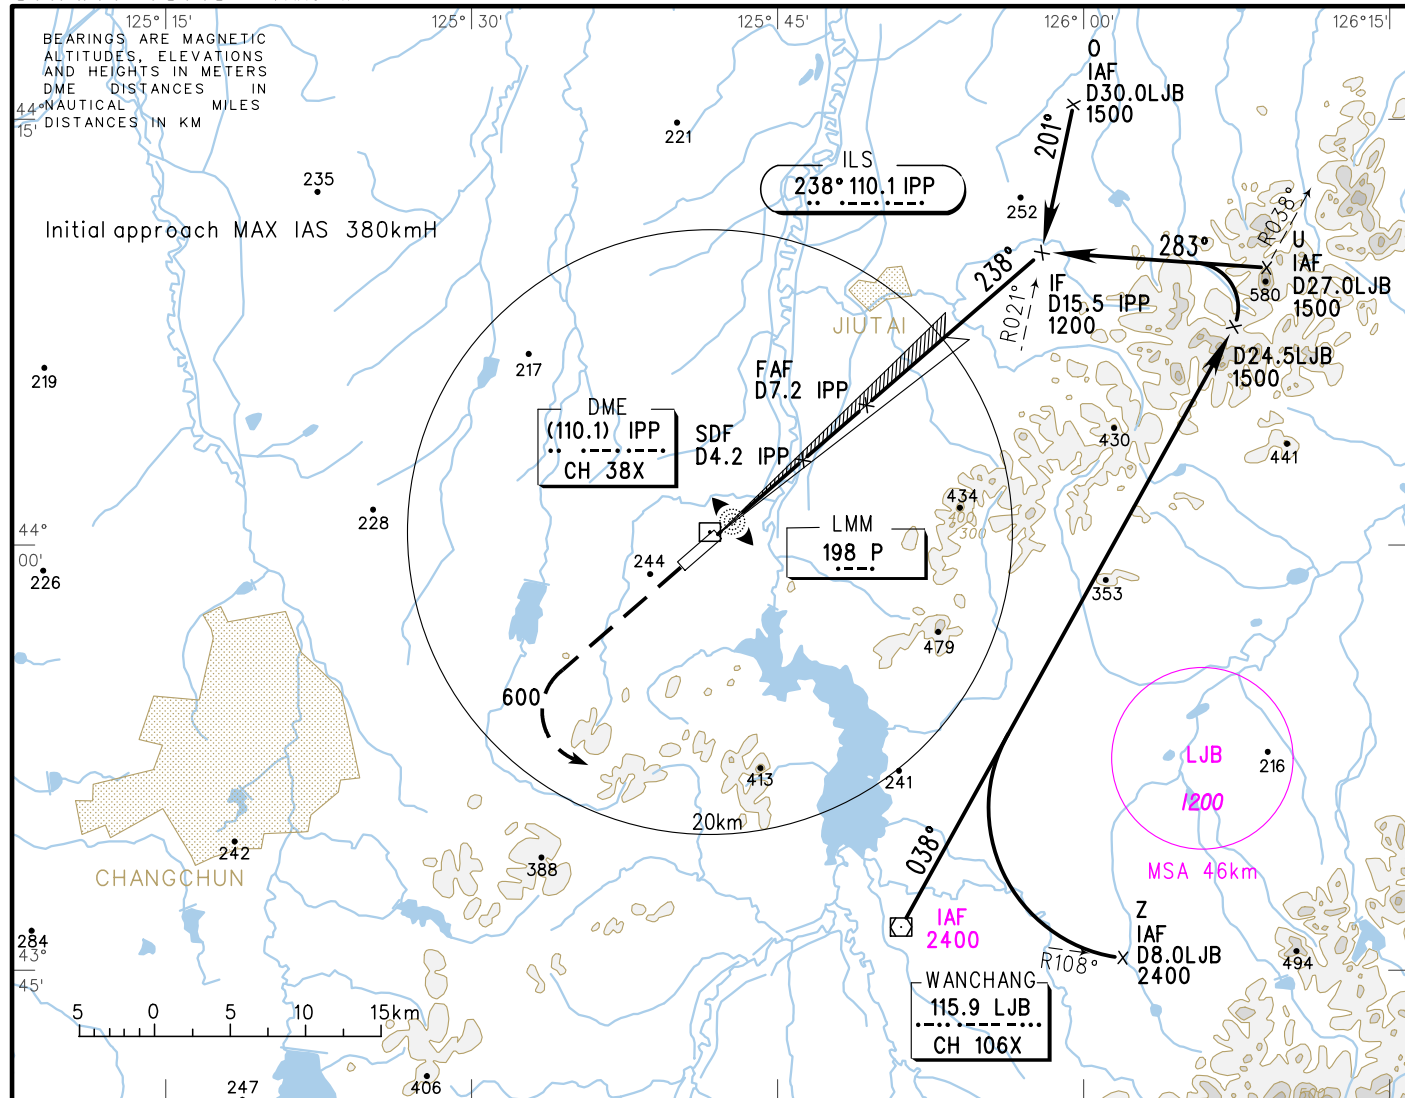 125°15'
125°30'
125°45'
126°00'
126°15'
BEARINGS ARE MAGNETIC
ALTITUDES, ELEVATIONS
AND HEIGHTS IN METERS
DME DISTANCES IN
NAUTICAL MILES
DISTANCES IN KM
44°
15'
Initial approach MAX IAS 380kmH
235
221
O
IAF
D30.0LJB
1500
201°
ILS
238° 110.1 IPP
252
R038°
283°
U
IAF
D27.0LJB
1500
580
238°
R021°
IF
D15.5 IPP
1200
JIUTAI
D24.5LJB
1500
219
217
FAF
D7.2 IPP
DME
(110.1) IPP
CH 38X
SDF
D4.2 IPP
430
441
434
400
300
228
44°
00'
LMM
198 P
244
226
353
479
600
LJB
1200
216
MSA 46km
413
241
20km
242
388
CHANGCHUN
038°
IAF
2400
Z
IAF
D8.0LJB
2400
R108°
284
43°
45'
494
WANCHANG
115.9 LJB
CH 106X
5 0 5 10 15km
247
406